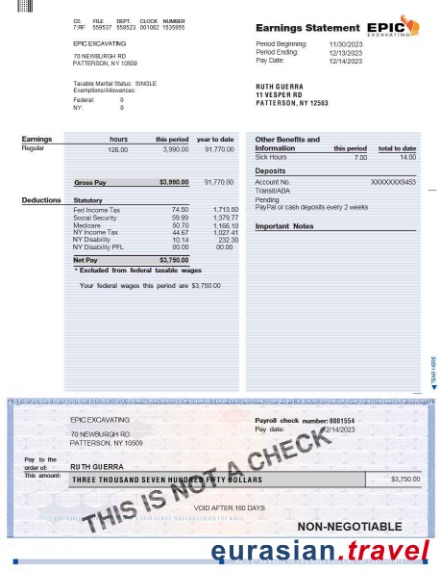 CO. FILE DEPT. CLOCK NUMBER
7.RF 559537 558523 001082 1535955
Earnings Statement EPIC
EXCAVATING
EPIC EXCAVATING
70 NEWBURGH RD
PATTERSON, NY 10509
Period Beginning: 11/30/2023
Period Ending: 12/13/2023
Pay Date: 12/14/2023
Taxable Marital Status: SINGLE
Exemptions/Allowances:
Federal: 0
NY: 0
RUTH GUERRA
11 VESPER RD
PATTERSON, NY 12563
Earnings hours this period year to date
Regular 126.00 3,990.00 91,770.00
Gross Pay $3,990.00 91,770.00
Deductions Statutory
Fed Income Tax 74.50 1,713.50
Social Security 59.99 1,379.77
Medicare 50.70 1,166.10
NY Income Tax 44.67 1,027.41
NY Disability 10.14 232.30
NY Disability PFL 00.00 00.00
Net Pay $3,750.00
* Excluded from federal taxable wages
Your federal wages this period are $3,750.00
Other Benefits and
Information this period total to date
Sick Hours 7.00 14.00
Deposits
Account No. XXXXXXX9453
Transit/ABA
Pending
PayPal or cash deposits every 2 weeks
Important Notes
TEAR HERE
EPIC EXCAVATING
70 NEWBURGH RD
PATTERSON, NY 10509
Payroll check number: 0001554
Pay date: 12/14/2023
Pay to the
order of: RUTH GUERRA
This amount: THREE THOUSAND SEVEN HUNDRED FIFTY DOLLARS $3,750.00
THIS IS NOT A CHECK
VOID AFTER 180 DAYS
NON-NEGOTIABLE
eurasian.travel